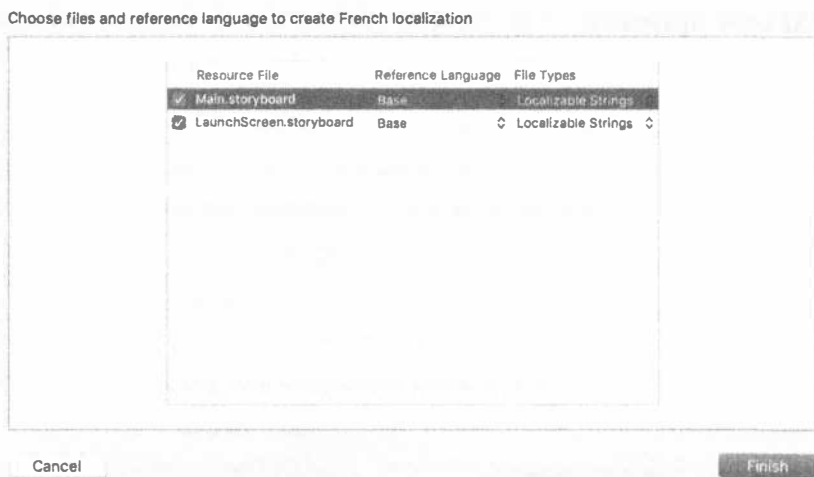 Choose files and reference language to create French localization
Resource File Reference Language File Types
Main.storyboard Base Localizable Strings
LaunchScreen.storyboard Base Localizable Strings
Cancel Finish